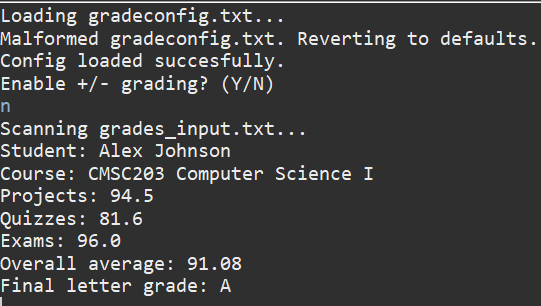 Loading gradeconfig.txt...
Malformed gradeconfig.txt. Reverting to defaults.
Config loaded succesfully.
Enable +/- grading? (Y/N)
n
Scanning grades_input.txt...
Student: Alex Johnson
Course: CMSC203 Computer Science I
Projects: 94.5
Quizzes: 81.6
Exams: 96.0
Overall average: 91.08
Final letter grade: A